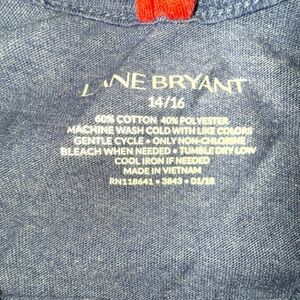 LANE BRYANT
14/16
60% COTTON 40% POLYESTER
MACHINE WASH COLD WITH LIKE COLORS
GENTLE CYCLE • ONLY NON-CHLORINE
BLEACH WHEN NEEDED • TUMBLE DRY LOW
COOL IRON IF NEEDED
MADE IN VIETNAM
RN118641 • 3843 • 01/18